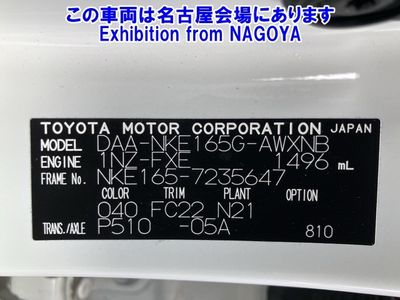 この車両は名古屋会場にあります
Exhibition from NAGOYA
TOYOTA MOTOR CORPORATION JAPAN
MODEL DAA-NKE165G-AWXNB
ENGINE 1NZ-FXE 1496 mL
FRAME No. NKE165-7235647
COLOR TRIM PLANT OPTION
040 FC22 N21
TRANS./AXLE P510 -05A 810